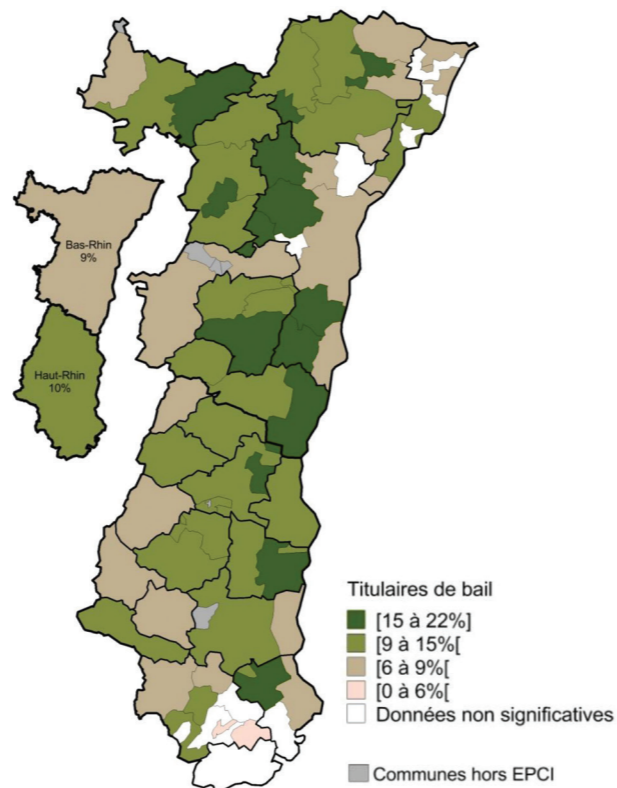 Bas-Rhin
9%
Haut-Rhin
10%
Titulaires de bail
[15 à 22%]
[9 à 15%[
[6 à 9%[
[0 à 6%[
Données non significatives
Communes hors EPCI